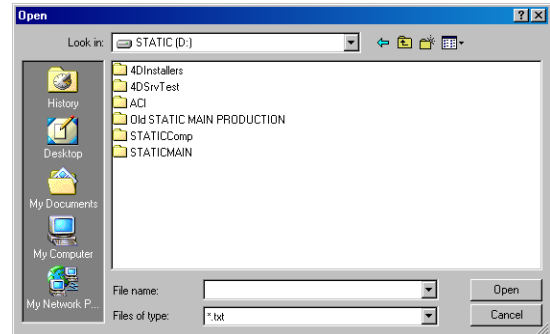 Open
Look in: STATIC (D:)
History
Desktop
My Documents
My Computer
My Network P...
4DInstallers
4DSrvTest
ACI
Old STATIC MAIN PRODUCTION
STATICComp
STATICMAIN
File name:
Open
Files of type: *.txt
Cancel